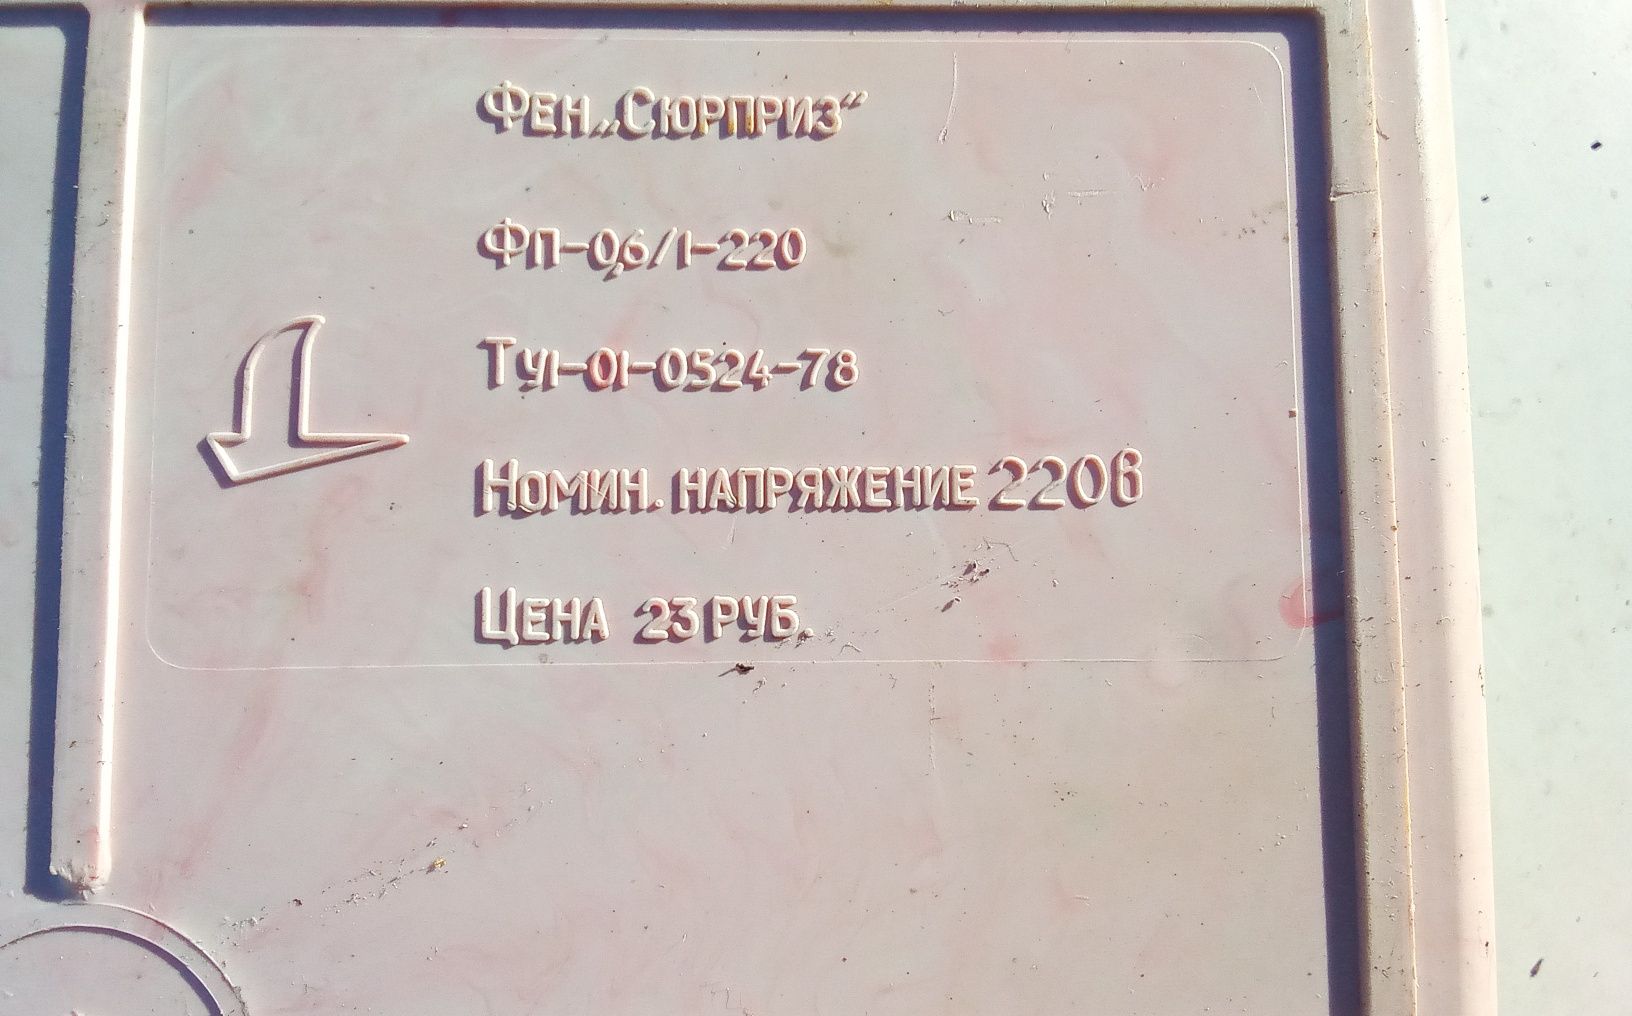 Фен „Сюрприз“
ФП-0,6/1-220
ТУ1-01-0524-78
Номин. напряжение 220в
Цена 23 руб.